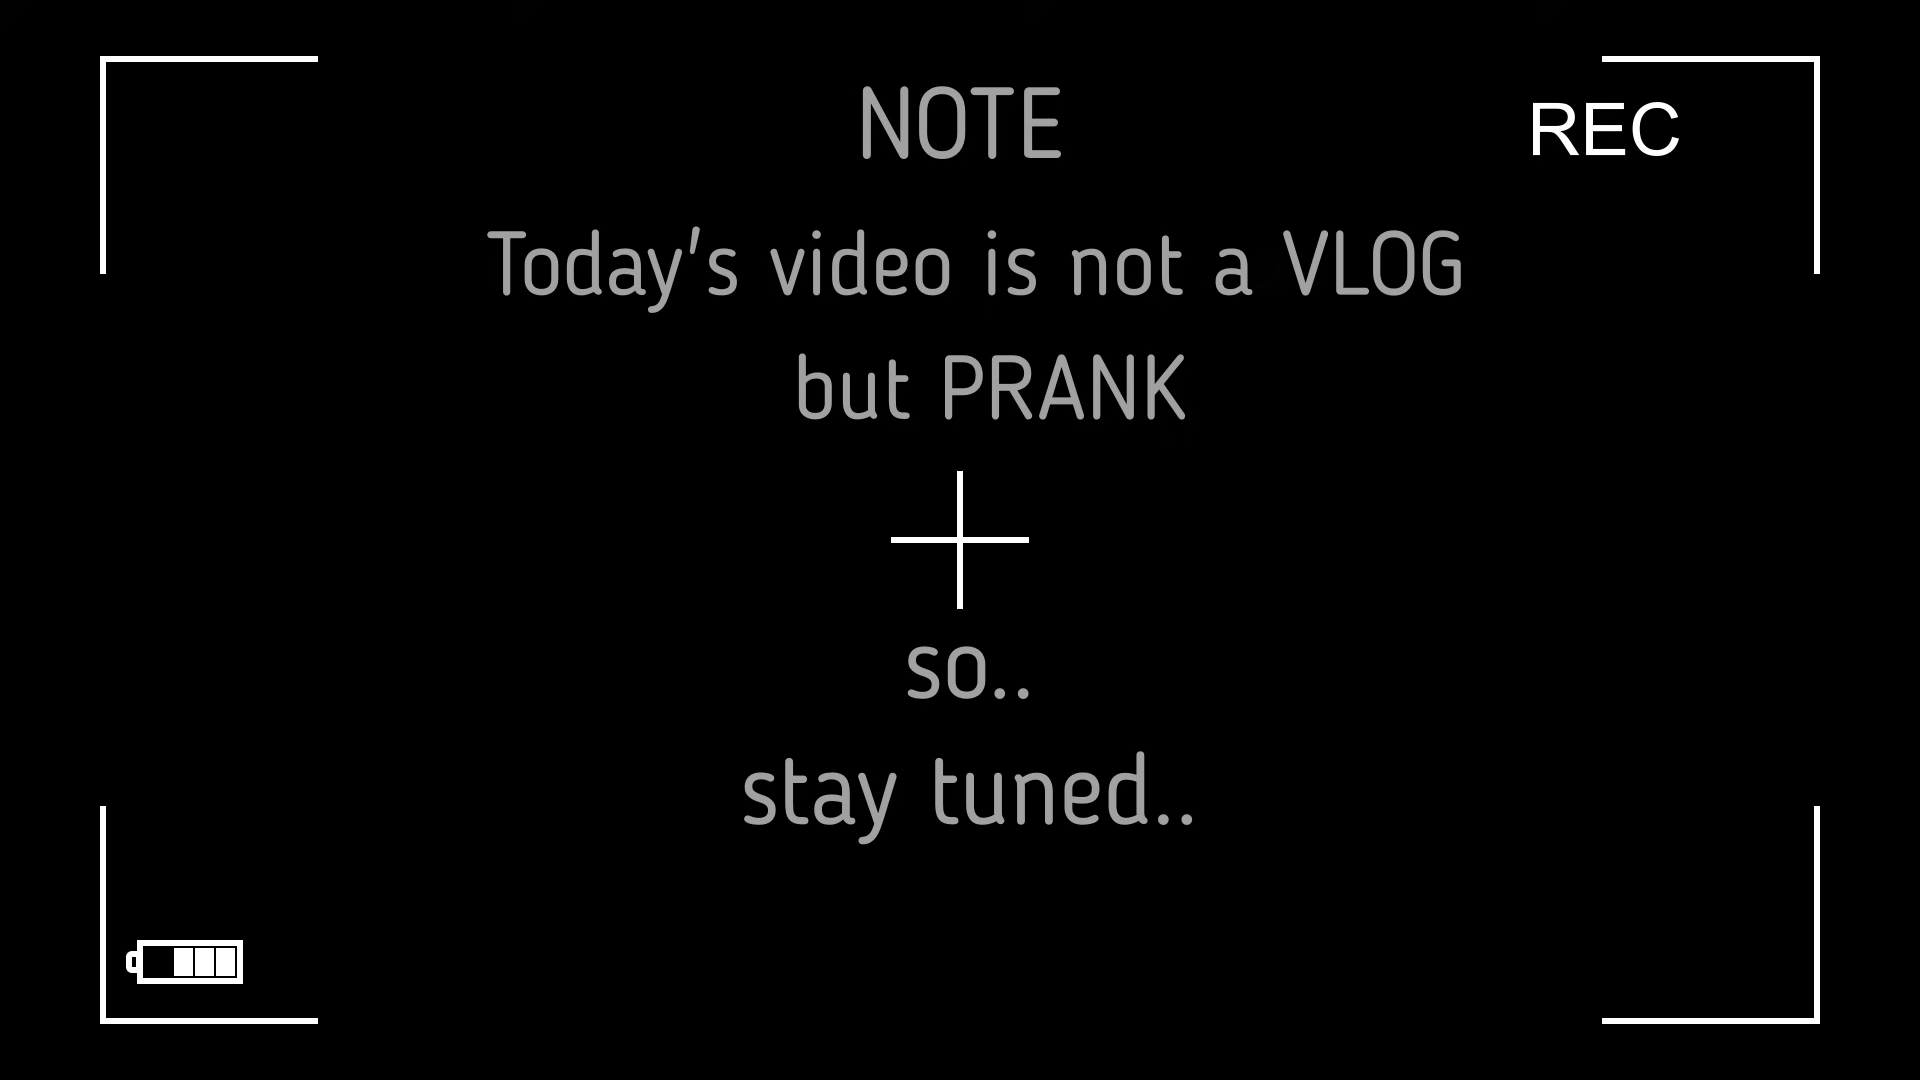 NOTE
REC
Today's video is not a VLOG
but PRANK
so..
stay tuned..